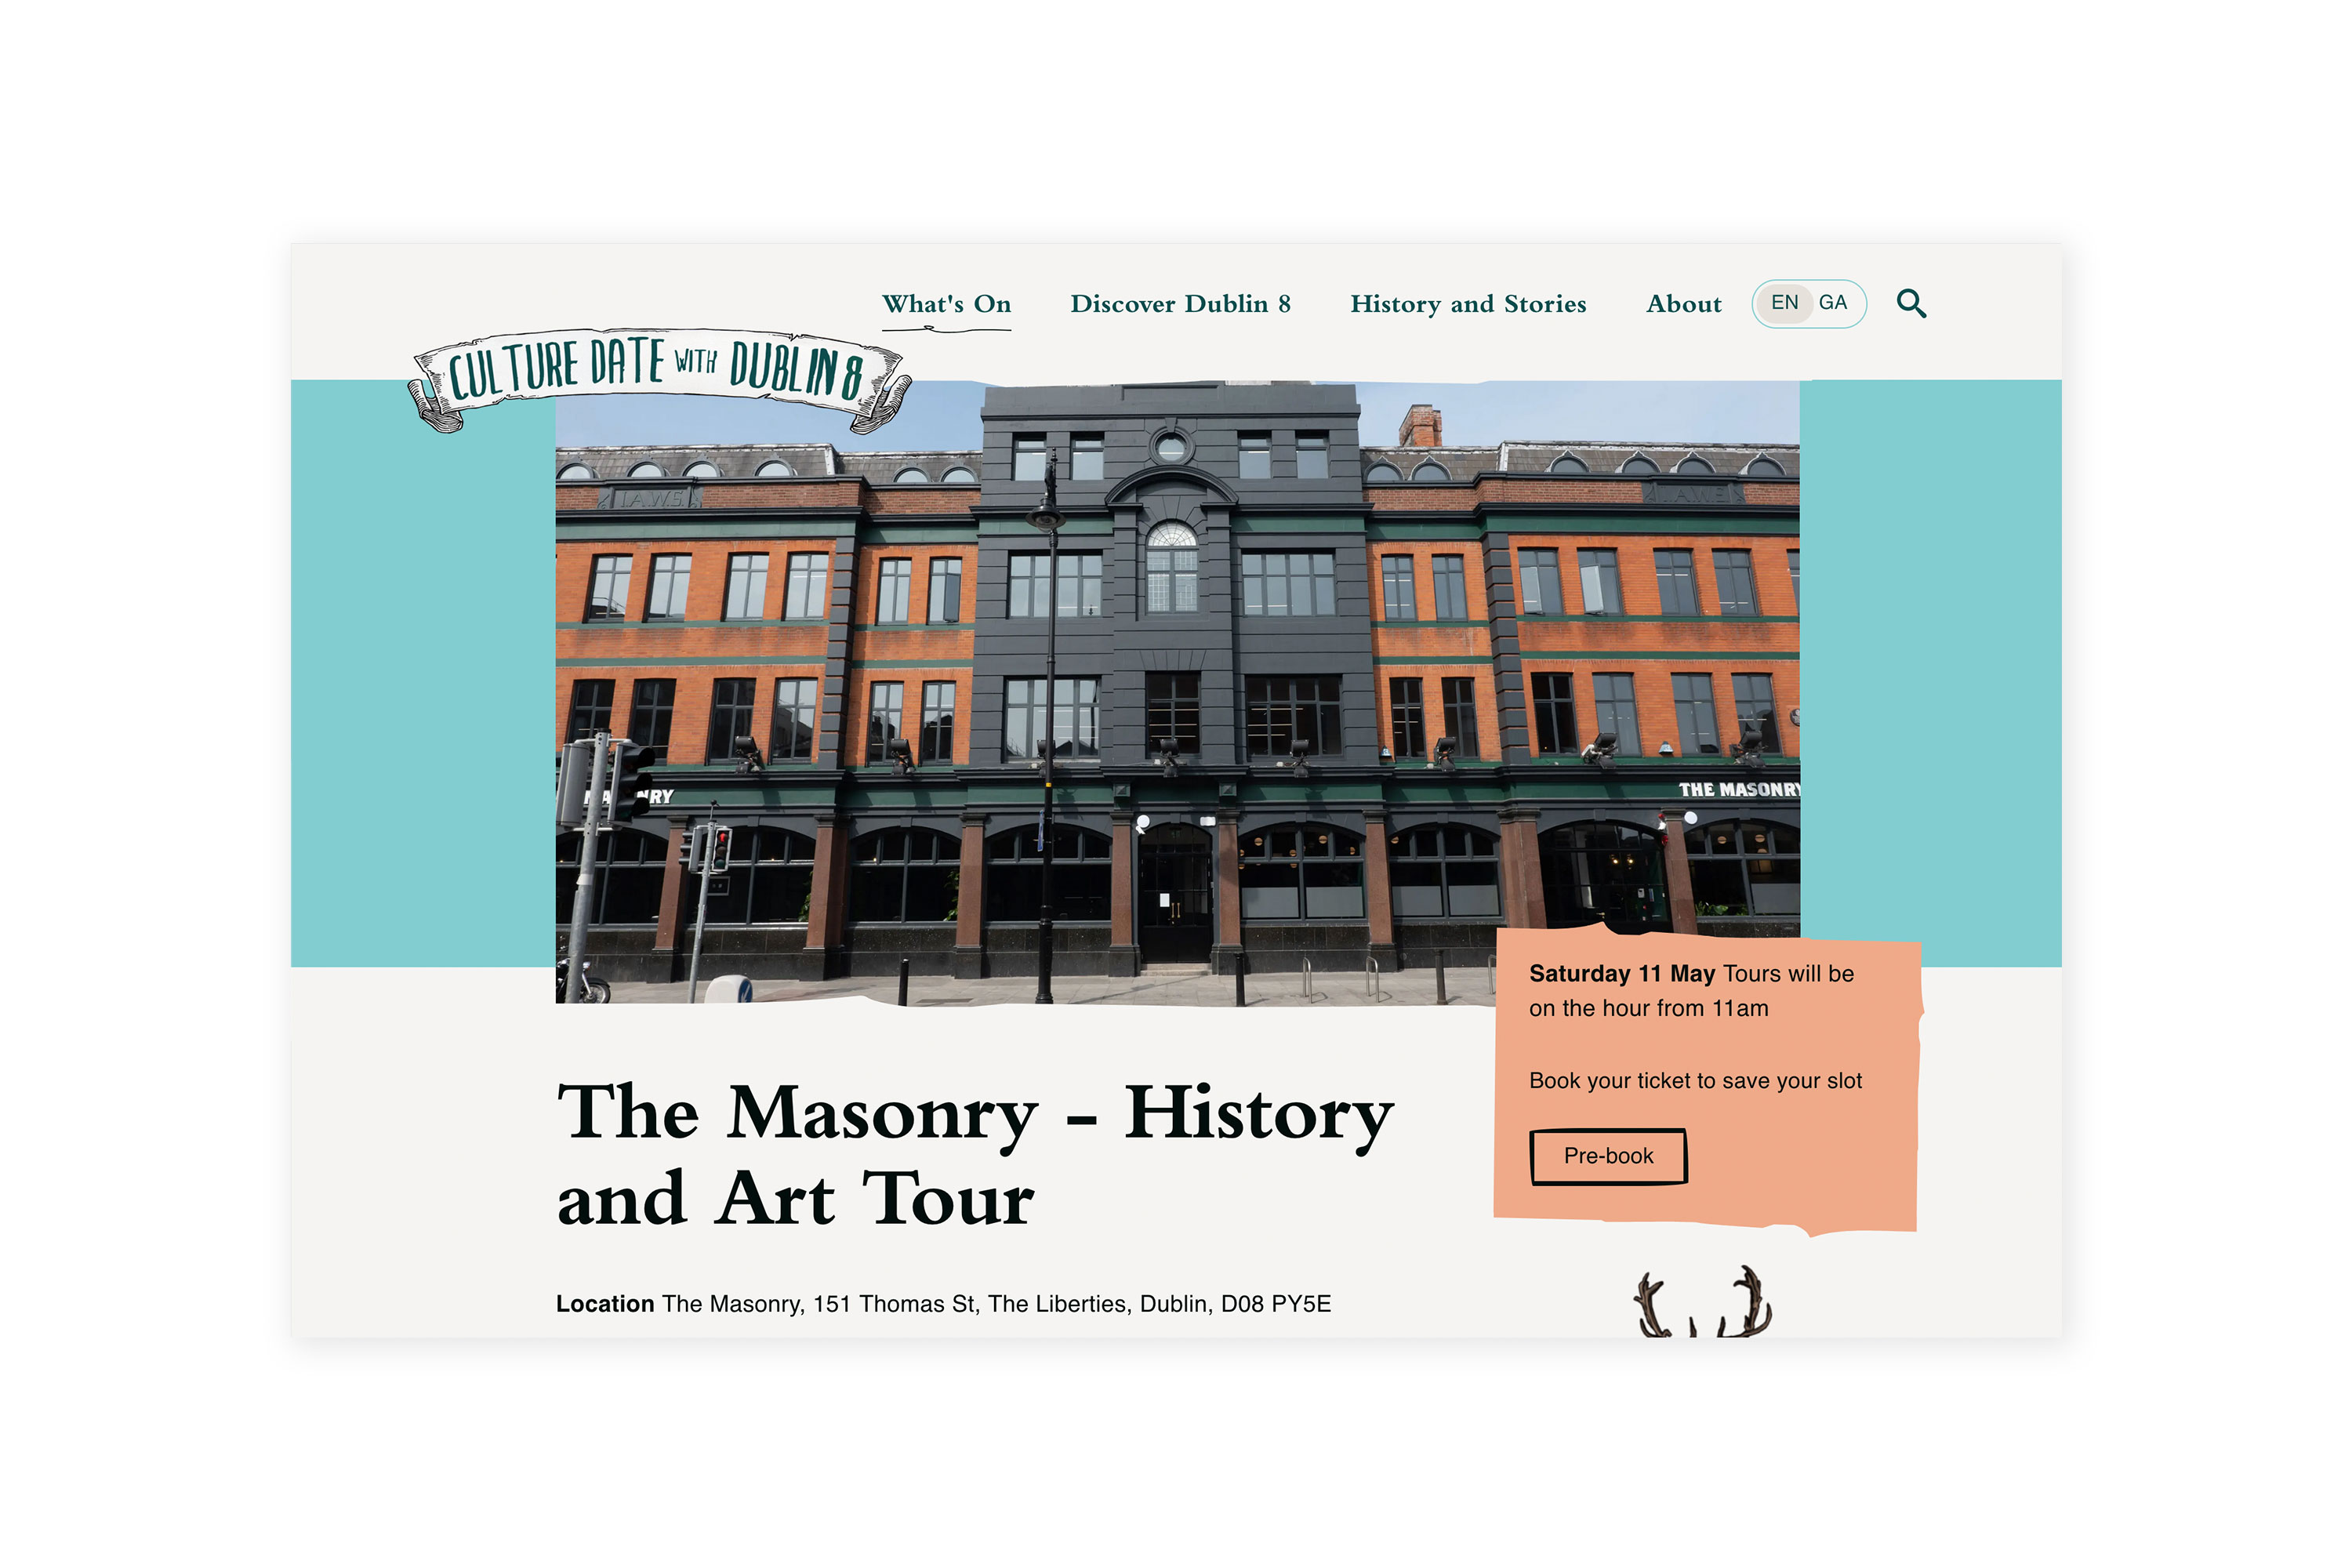 What's On
Discover Dublin 8
History and Stories
About
EN GA
CULTURE DATE WITH DUBLIN 8
I.A.W.S.
I.A.W.S.
THE MASONRY
Saturday 11 May Tours will be
on the hour from 11am
Book your ticket to save your slot
Pre-book
The Masonry - History
and Art Tour
Location The Masonry, 151 Thomas St, The Liberties, Dublin, D08 PY5E